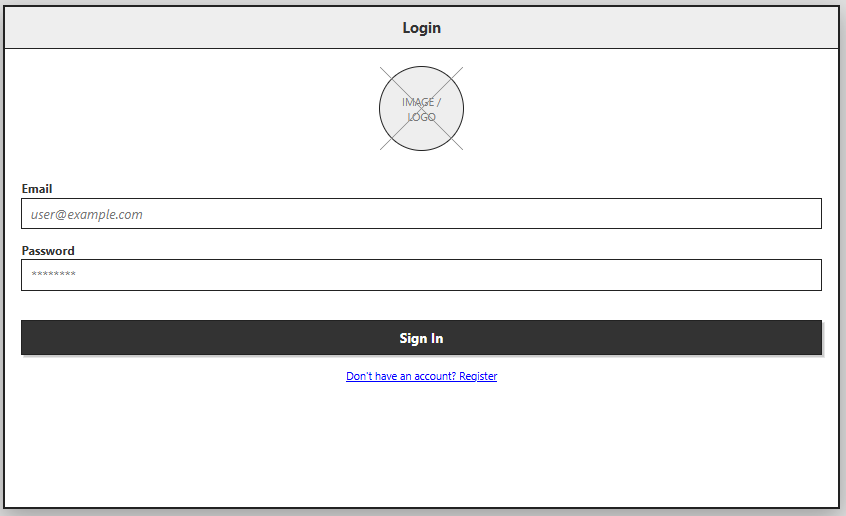 Login
IMAGE /
LOGO
Email
user@example.com
Password
********
Sign In
Don't have an account? Register